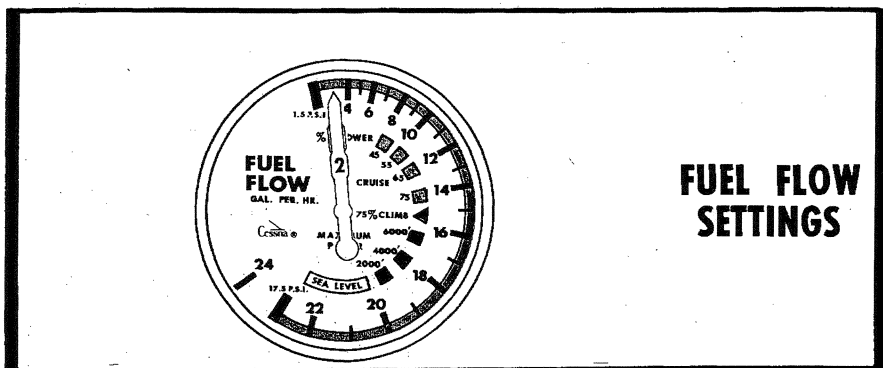 1.5 P.S.I.
4
6
8
10
12
14
16
18
20
22
24
%
2
45
55
65
75
FUEL
FLOW
GAL. PER. HR.
CRUISE
75% CLIMB
Cessna ®
6000'
4000'
2000'
SEA LEVEL
17.5 P.S.I.
FUEL FLOW
SETTINGS